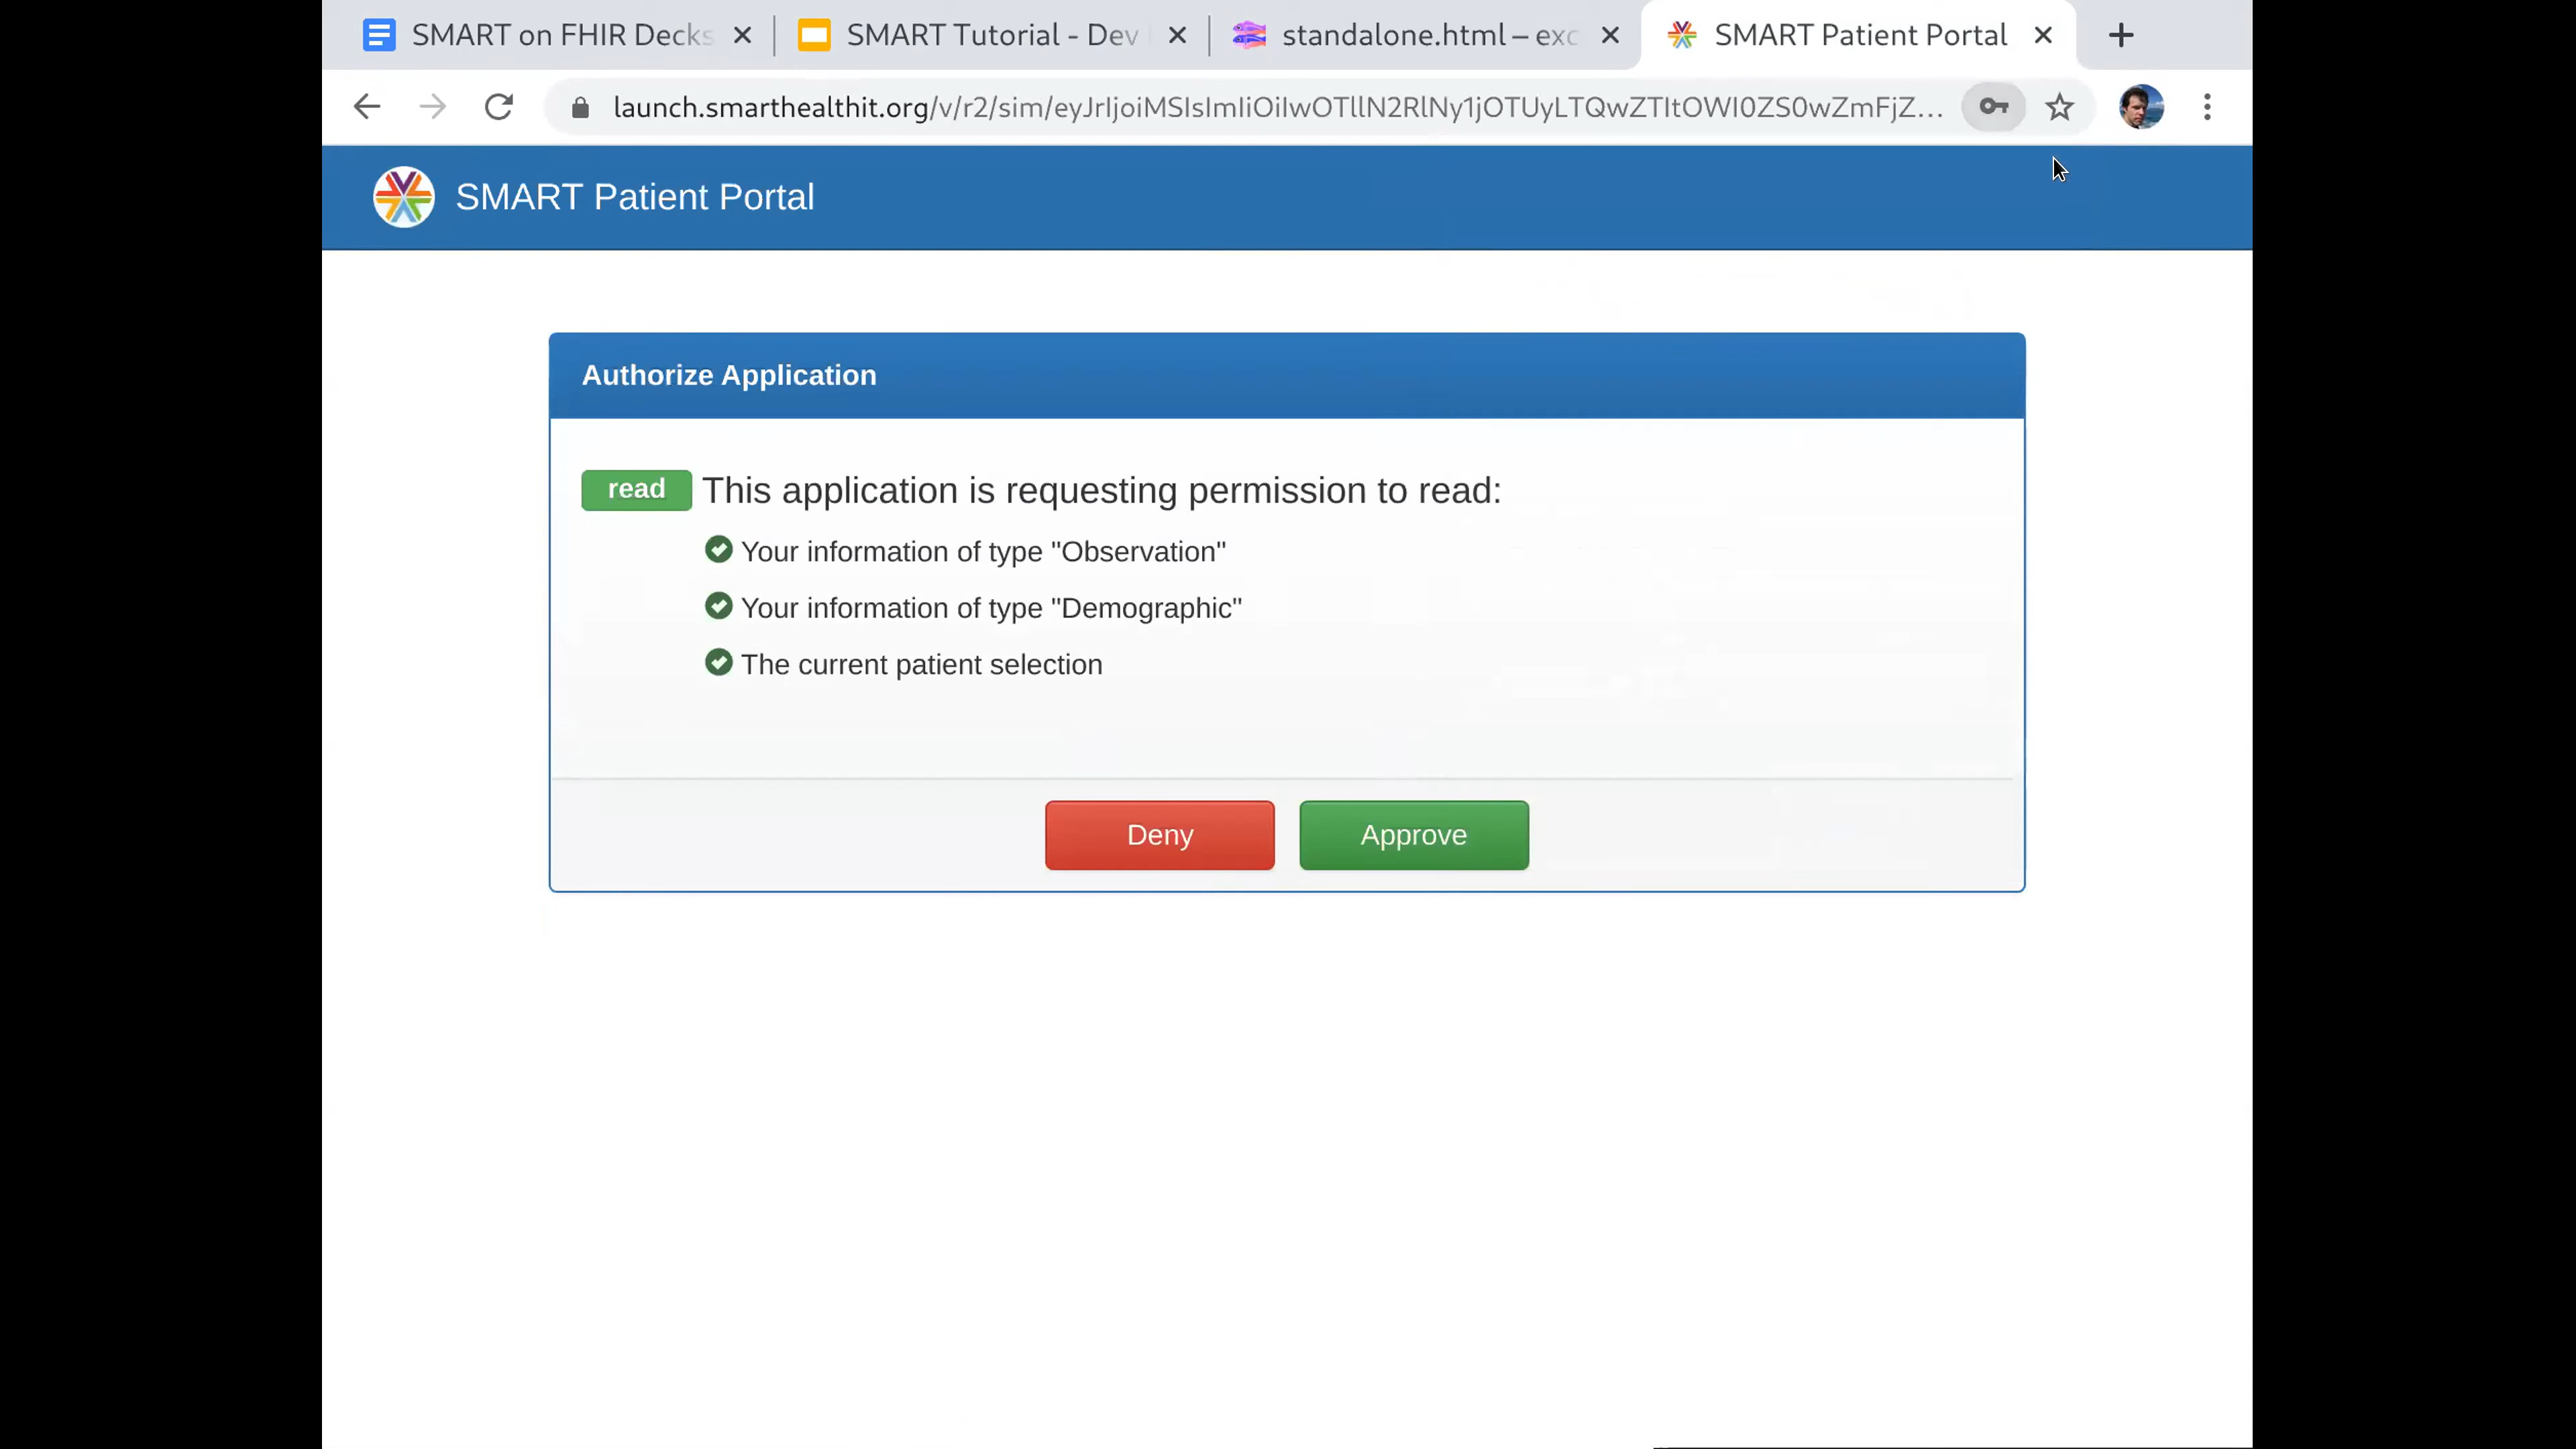 SMART on FHIR Decks
SMART Tutorial - Dev
standalone.html – exc
SMART Patient Portal
launch.smarthealthit.org/v/r2/sim/
SMART Patient Portal
Authorize Application
read This application is requesting permission to read:
Your information of type "Observation"
Your information of type "Demographic"
The current patient selection
Deny Approve